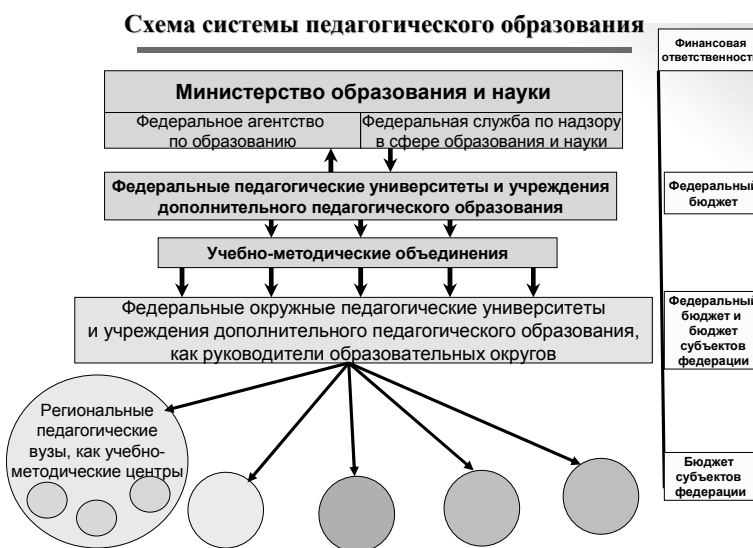 Схема системы педагогического образования
Финансовая
ответственность
Министерство образования и науки
Федеральное агентство
по образованию
Федеральная служба по надзору
в сфере образования и науки
Федеральные педагогические университеты и учреждения
дополнительного педагогического образования
Федеральный
бюджет
Учебно-методические объединения
Федеральные окружные педагогические университеты
и учреждения дополнительного педагогического образования,
как руководители образовательных округов
Федеральный
бюджет и
бюджет
субъектов
федерации
Региональные
педагогические
вузы, как учебно-
методические центры
Бюджет
субъектов
федерации